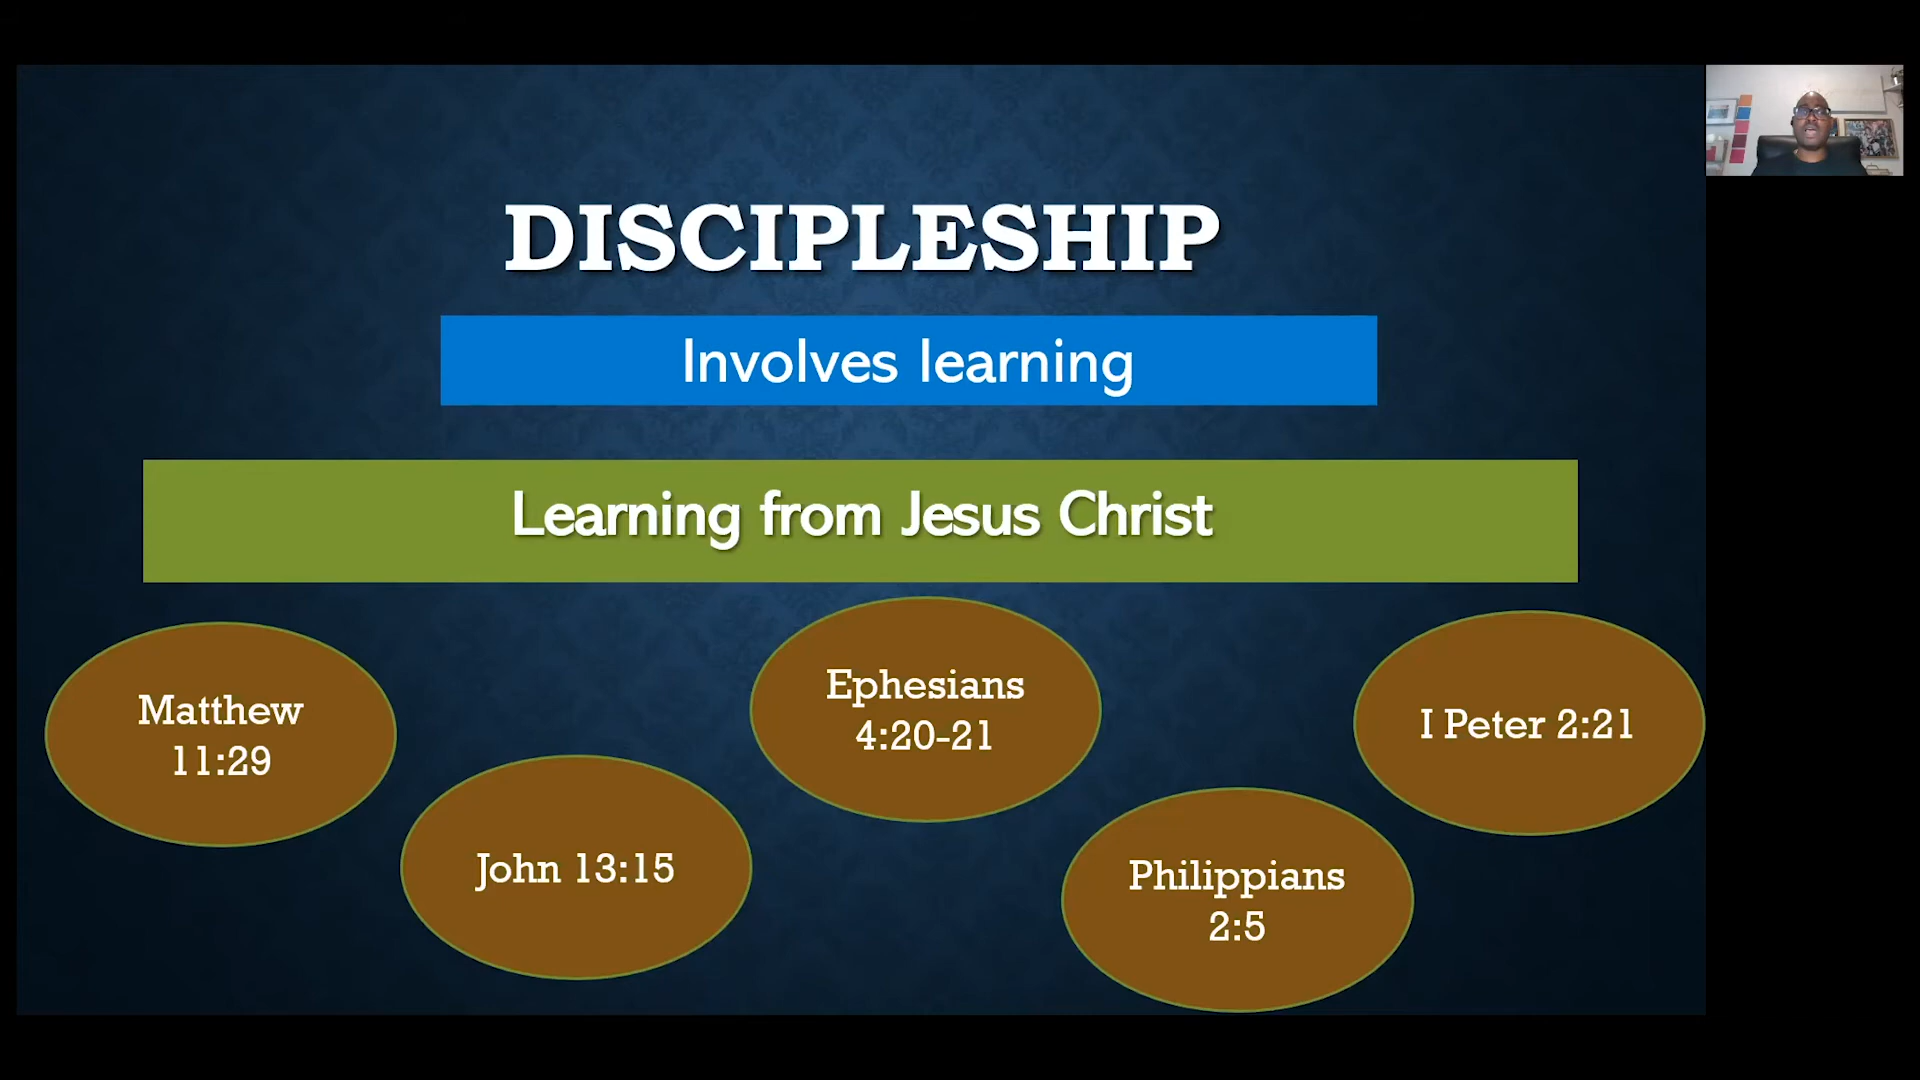 DISCIPLESHIP
Involves learning
Learning from Jesus Christ
Matthew
11:29
John 13:15
Ephesians
4:20-21
Philippians
2:5
I Peter 2:21